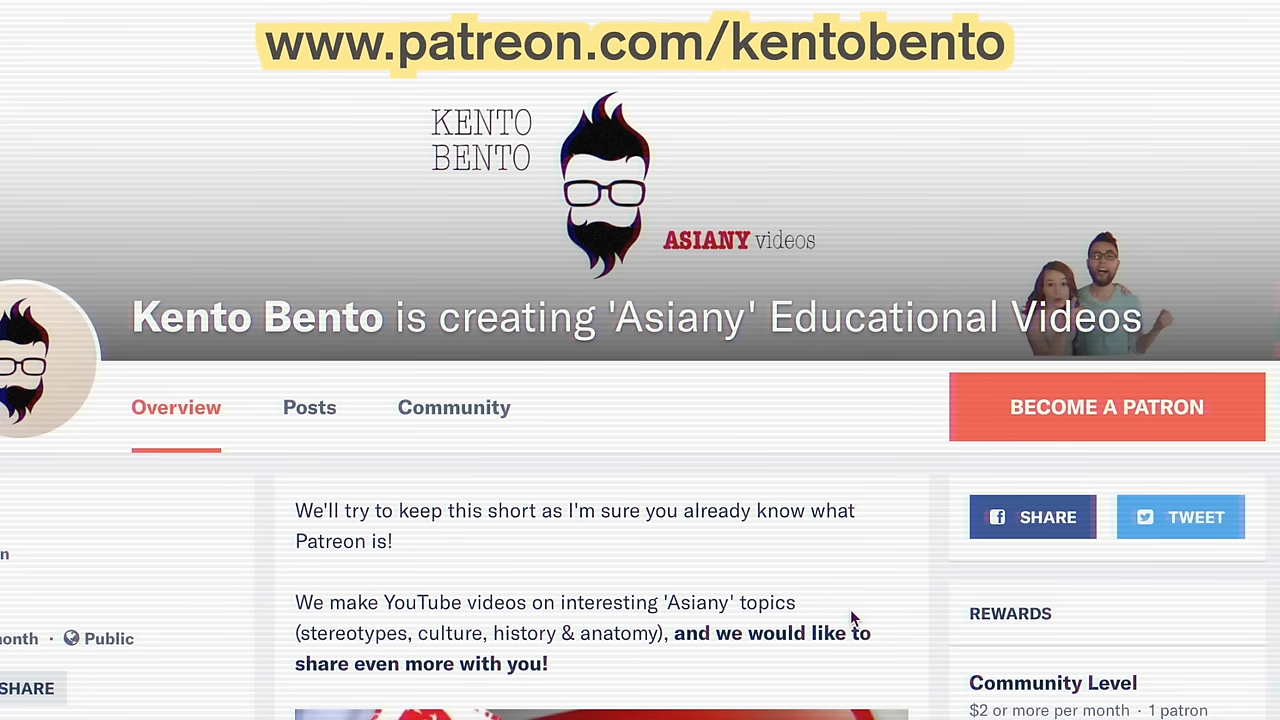 www.patreon.com/kentobento
KENTO
BENTO
ASIANY videos
Kento Bento is creating 'Asiany' Educational Videos
Overview Posts Community
BECOME A PATRON
We'll try to keep this short as I'm sure you already know what
Patreon is!
We make YouTube videos on interesting 'Asiany' topics
(stereotypes, culture, history & anatomy), and we would like to
share even more with you!
n
month · Public
SHARE
SHARE TWEET
REWARDS
Community Level
$2 or more per month · 1 patron